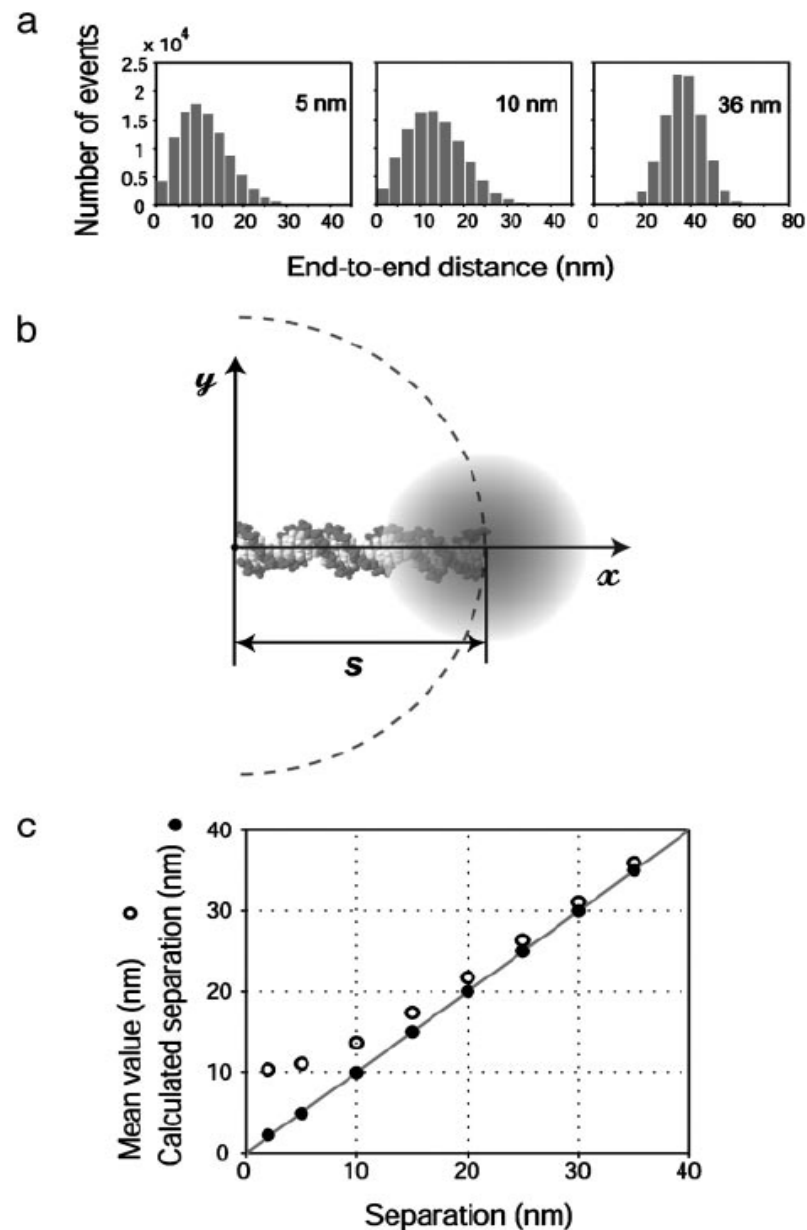 a
× 10⁴
Number of events
2.5
2
1.5
1
0.5
0
5 nm
0 10 20 30 40
10 nm
0 10 20 30 40
36 nm
0 20 40 60 80
End-to-end distance (nm)
b
y
x
s
c
Mean value (nm)
Calculated separation (nm)
40
30
20
10
0
0 10 20 30 40
Separation (nm)